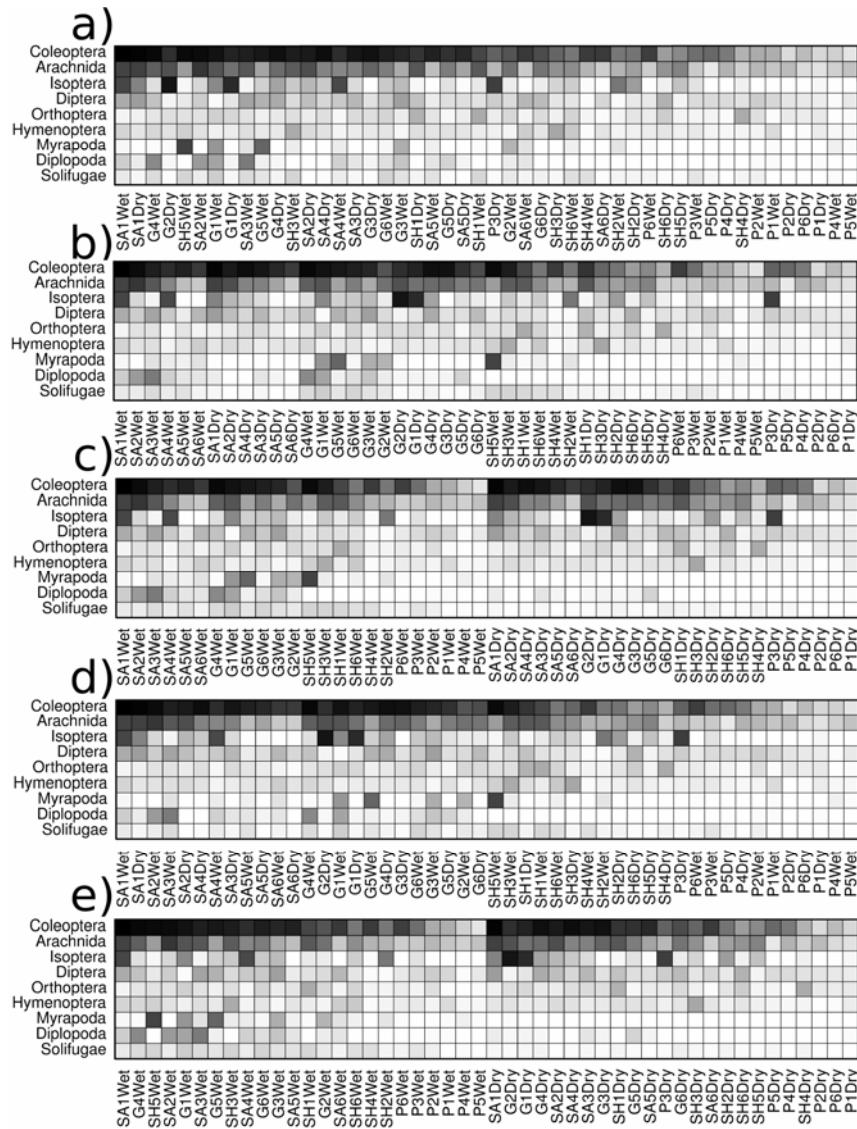 a)
Coleoptera
Arachnida
Isoptera
Diptera
Orthoptera
Hymenoptera
Myrapoda
Diplopoda
Solifugae
SA1Wet SA1Dry G4Wet G2Dry SH5Wet SA2Wet G1Wet G1Dry SA3Wet G5Wet G4Dry SH3Wet SA2Dry SA4Dry SA4Wet SA3Dry G3Dry G6Wet G3Wet SH1Dry SA5Wet G5Dry SA5Dry SH1Wet P3Dry G2Wet SA6Wet G6Dry SH3Dry SH6Wet SH4Wet SA6Dry SH2Wet SH2Dry P6Wet SH6Dry SH5Dry P3Wet P5Dry P4Dry SH4Dry P2Wet P1Wet P2Dry P6Dry P1Dry P4Wet P5Wet
b)
Coleoptera
Arachnida
Isoptera
Diptera
Orthoptera
Hymenoptera
Myrapoda
Diplopoda
Solifugae
SA1Wet SA2Wet SA3Wet SA4Wet SA5Wet SA6Wet SA1Dry SA2Dry SA4Dry SA3Dry SA5Dry SA6Dry G4Wet G1Wet G5Wet G6Wet G3Wet G2Wet G2Dry G1Dry G4Dry G3Dry G5Dry G6Dry SH5Wet SH3Wet SH1Wet SH6Wet SH4Wet SH2Wet SH1Dry SH3Dry SH2Dry SH6Dry SH5Dry SH4Dry P6Wet P3Wet P2Wet P1Wet P4Wet P5Wet P3Dry P5Dry P4Dry P2Dry P6Dry P1Dry
c)
Coleoptera
Arachnida
Isoptera
Diptera
Orthoptera
Hymenoptera
Myrapoda
Diplopoda
Solifugae
SA1Wet SA2Wet SA3Wet SA4Wet SA5Wet SA6Wet G4Wet G1Wet G5Wet G6Wet G3Wet G2Wet SH5Wet SH3Wet SH1Wet SH6Wet SH4Wet SH2Wet P6Wet P3Wet P2Wet P1Wet P4Wet P5Wet SA1Dry SA2Dry SA4Dry SA3Dry SA5Dry SA6Dry G2Dry G1Dry G4Dry G3Dry G5Dry G6Dry SH1Dry SH3Dry SH2Dry SH6Dry SH5Dry SH4Dry P3Dry P5Dry P4Dry P2Dry P6Dry P1Dry
d)
Coleoptera
Arachnida
Isoptera
Diptera
Orthoptera
Hymenoptera
Myrapoda
Diplopoda
Solifugae
SA1Wet SA1Dry SA2Wet SA3Wet SA2Dry SA4Dry SA4Wet SA3Dry SA5Wet SA5Dry SA6Wet SA6Dry G4Wet G2Dry G1Wet G1Dry G5Wet G4Dry G3Dry G6Wet G3Wet G5Dry G2Wet G6Dry SH5Wet SH3Wet SH1Dry SH1Wet SH6Wet SH3Dry SH4Wet SH2Wet SH2Dry SH6Dry SH5Dry SH4Dry P3Dry P6Wet P3Wet P5Dry P4Dry P2Wet P1Wet P2Dry P6Dry P1Dry P4Wet P5Wet
e)
Coleoptera
Arachnida
Isoptera
Diptera
Orthoptera
Hymenoptera
Myrapoda
Diplopoda
Solifugae
SA1Wet G4Wet SH5Wet SA2Wet G1Wet SA3Wet G5Wet SH3Wet SA4Wet G6Wet G3Wet SA5Wet SH1Wet G2Wet SA6Wet SH6Wet SH4Wet SH2Wet P6Wet P3Wet P2Wet P1Wet P4Wet P5Wet SA1Dry G2Dry G1Dry G4Dry SA2Dry SA4Dry SA3Dry G3Dry SH1Dry G5Dry SA5Dry P3Dry G6Dry SH3Dry SA6Dry SH2Dry SH6Dry SH5Dry P5Dry P4Dry SH4Dry P2Dry P6Dry P1Dry